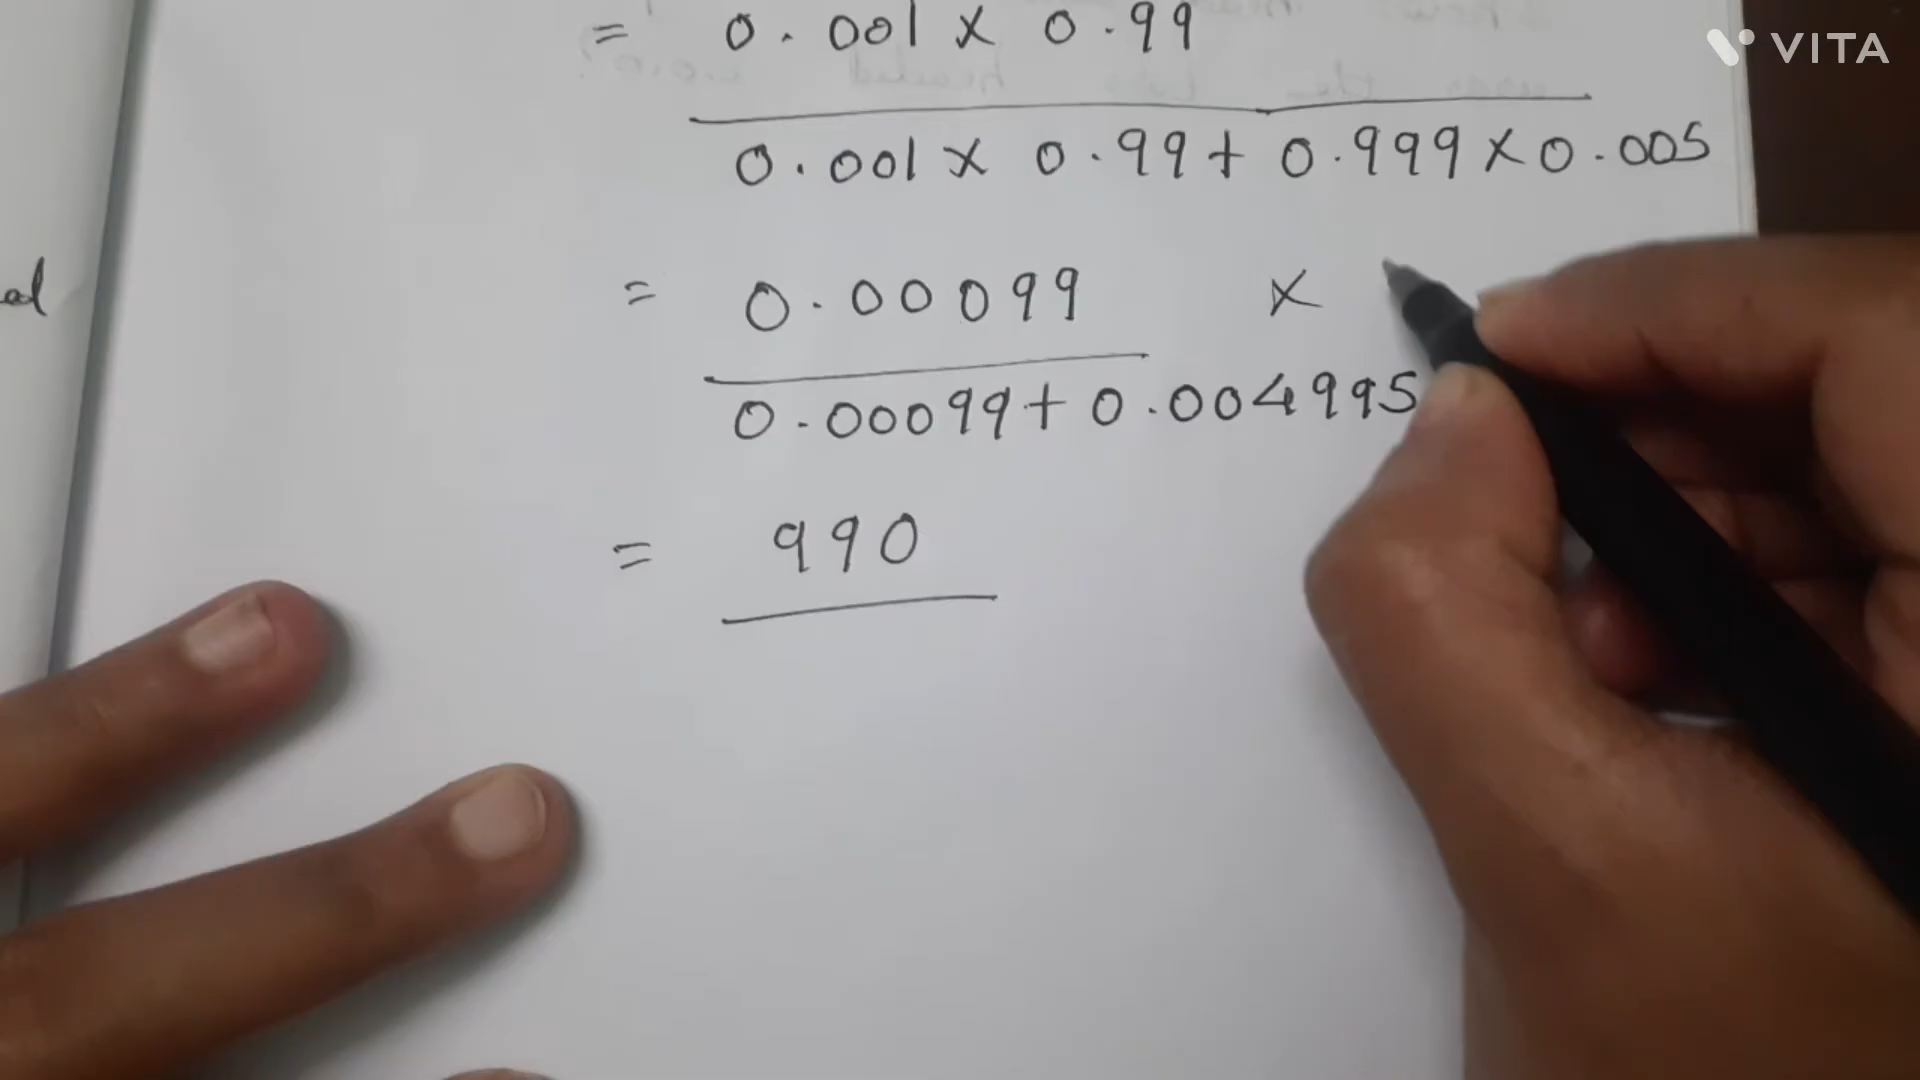 VITA
= 0.001 × 0.99
0.001 × 0.99 + 0.999 × 0.005
al
= 0.00099 ×
0.00099 + 0.004995
= 990